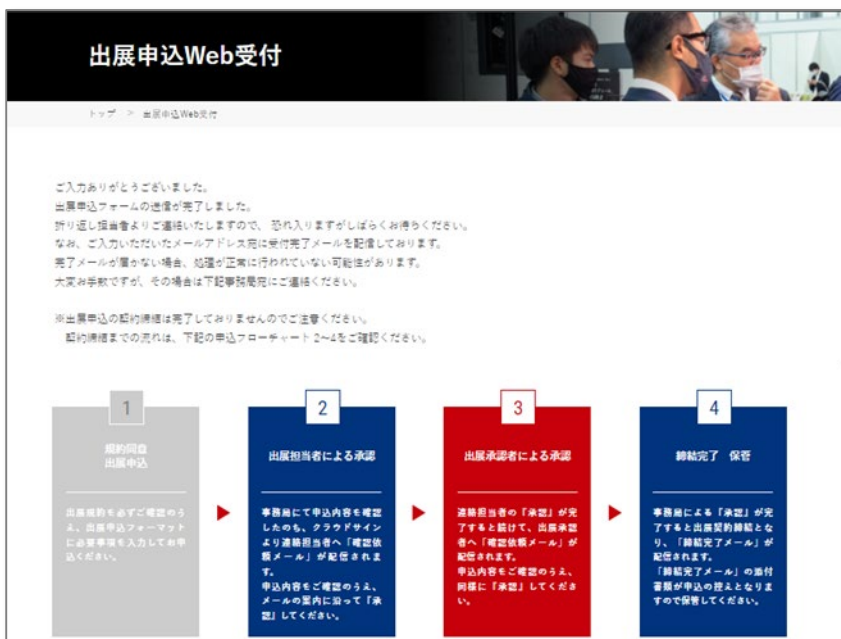 出展申込Web受付
トップ > 出展申込Web受付
ご入力ありがとうございました。
出展申込フォームの送信が完了しました。
折り返し担当者よりご連絡いたしますので、恐れ入りますがしばらくお待ちください。
なお、ご入力いただいたメールアドレス宛に受付完了メールを配信しております。
完了メールが届かない場合、処理が正常に行われていない可能性があります。
大変お手数ですが、その場合は下記事務局宛にご連絡ください。
※出展申込の契約締結は完了しておりませんのでご注意ください。
契約締結までの流れは、下記の申込フローチャート 2～4をご確認ください。
1
規約同意
出展申込
出展規約を必ずご確認のう
え、出展申込フォーマット
に必要事項を入力してお申
込ください。
2
出展担当者による承認
事務局にて申込内容を確認
したのち、クラウドサイン
より連絡担当者へ「確認依
頼メール」が配信されま
す。
申込内容をご確認のうえ、
メールの案内に沿って『承
認』してください。
3
出展承認者による承認
連絡担当者の『承認』が完
了すると続けて、出展承認
者へ「確認依頼メール」が
配信されます。
申込内容をご確認のうえ、
同様に『承認』してくださ
い。
4
締結完了 保管
事務局による『承認』が完
了すると出展契約締結とな
り、「締結完了メール」が
配信されます。
「締結完了メール」の添付
書類が申込の控えとなりま
すので保管してください。